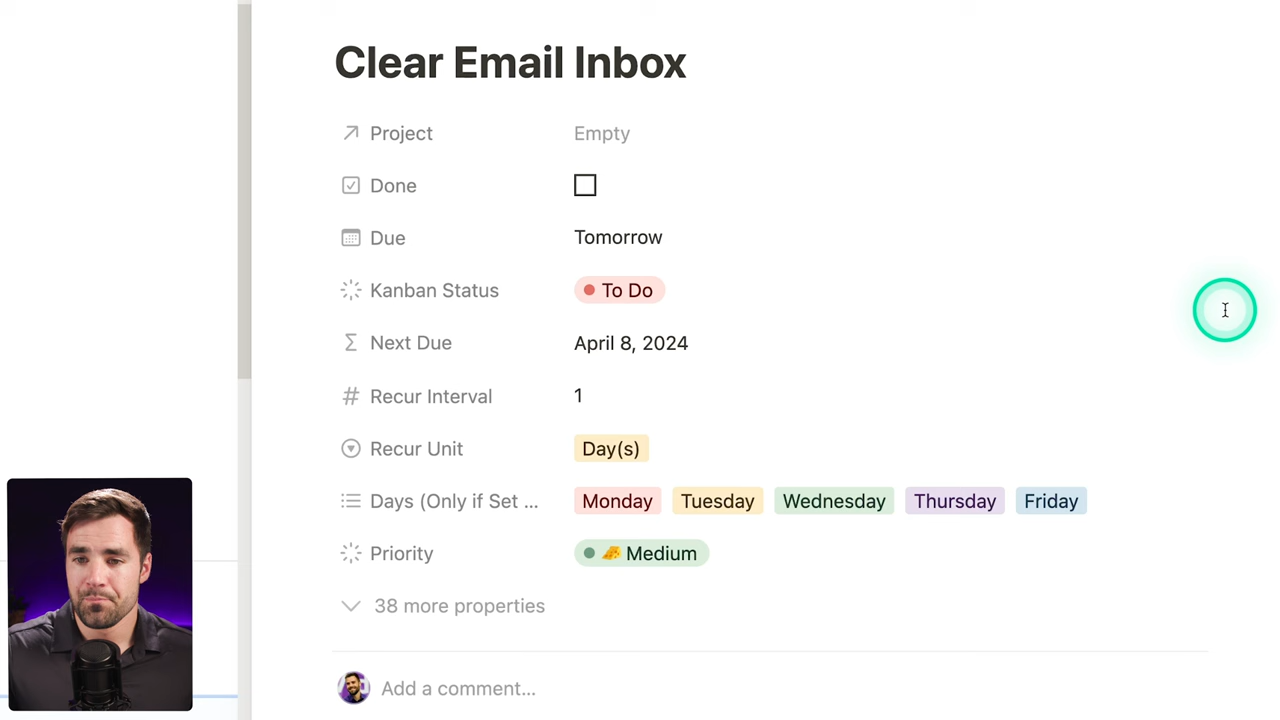 Clear Email Inbox
Project Empty
Done
Due Tomorrow
Kanban Status To Do
Next Due April 8, 2024
Recur Interval 1
Recur Unit Day(s)
Days (Only if Set ... Monday Tuesday Wednesday Thursday Friday
Priority 🧀 Medium
38 more properties
Add a comment...